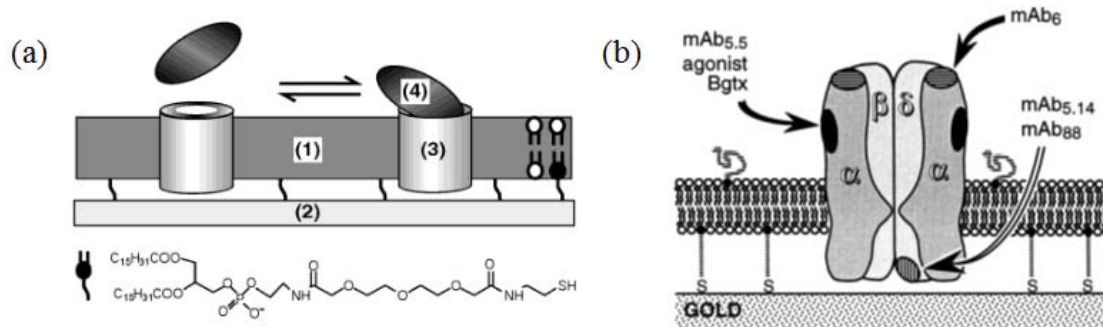 (a)
(4)
(1)
(3)
(2)
C₁₅H₃₁COO
C₁₅H₃₁COO
O
P
O
O⁻
O
NH
O
O
O
O
O
NH
SH
(b)
mAb₆
mAb₅.₅
agonist
Bgtx
β δ
mAb₅.₁₄
mAb₈₈
α α
S S S S
GOLD